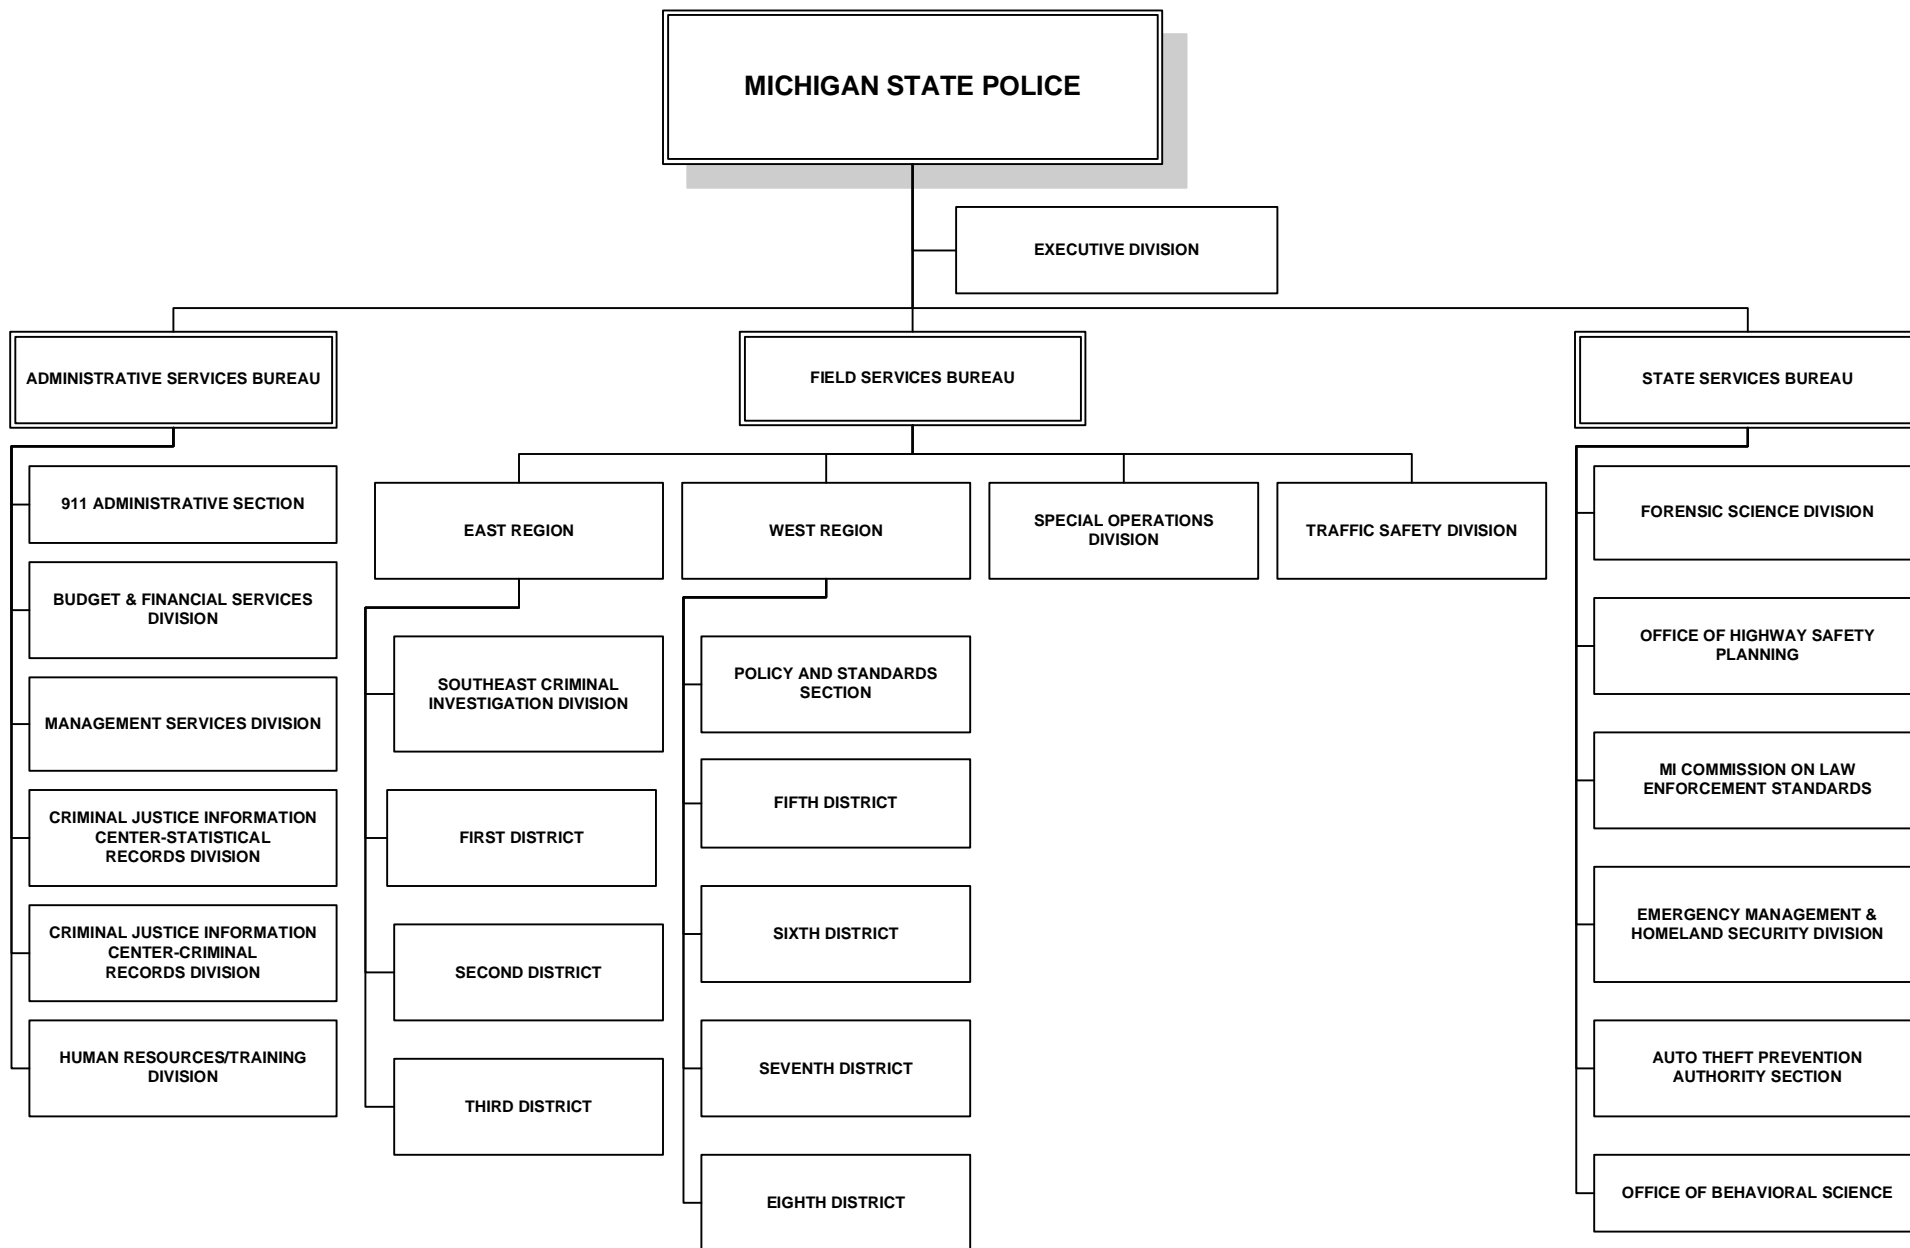 MICHIGAN STATE POLICE
EXECUTIVE DIVISION
ADMINISTRATIVE SERVICES BUREAU
FIELD SERVICES BUREAU
STATE SERVICES BUREAU
911 ADMINISTRATIVE SECTION
BUDGET & FINANCIAL SERVICES
DIVISION
MANAGEMENT SERVICES DIVISION
CRIMINAL JUSTICE INFORMATION
CENTER-STATISTICAL
RECORDS DIVISION
CRIMINAL JUSTICE INFORMATION
CENTER-CRIMINAL
RECORDS DIVISION
HUMAN RESOURCES/TRAINING
DIVISION
EAST REGION
WEST REGION
SPECIAL OPERATIONS
DIVISION
TRAFFIC SAFETY DIVISION
SOUTHEAST CRIMINAL
INVESTIGATION DIVISION
FIRST DISTRICT
SECOND DISTRICT
THIRD DISTRICT
POLICY AND STANDARDS
SECTION
FIFTH DISTRICT
SIXTH DISTRICT
SEVENTH DISTRICT
EIGHTH DISTRICT
FORENSIC SCIENCE DIVISION
OFFICE OF HIGHWAY SAFETY
PLANNING
MI COMMISSION ON LAW
ENFORCEMENT STANDARDS
EMERGENCY MANAGEMENT &
HOMELAND SECURITY DIVISION
AUTO THEFT PREVENTION
AUTHORITY SECTION
OFFICE OF BEHAVIORAL SCIENCE